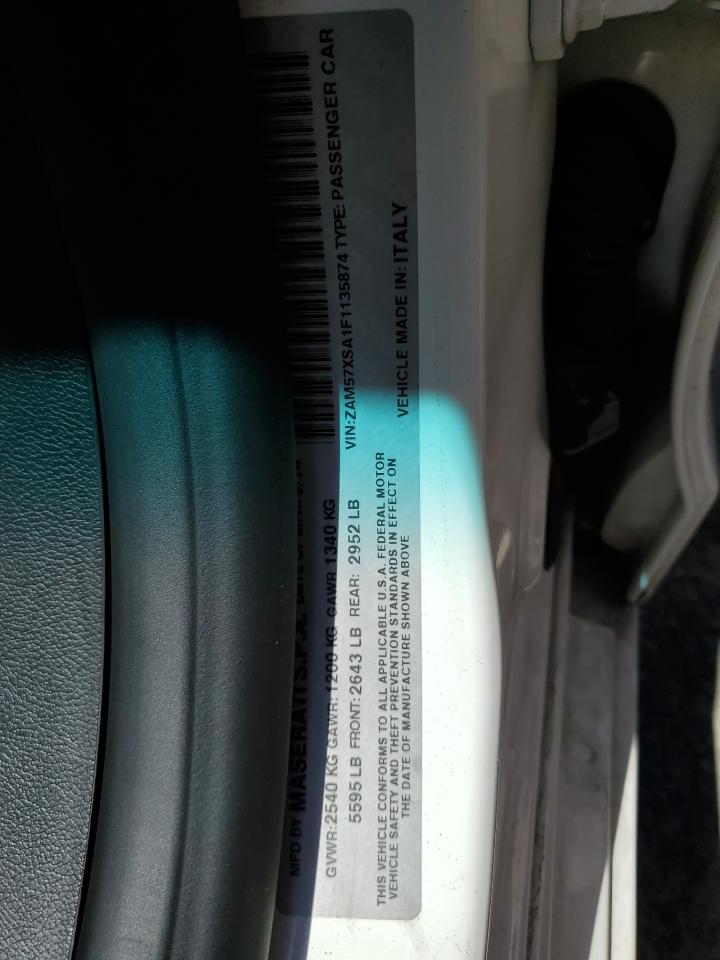 MFD BY MASERATI S.P.A. DATE OF
GVWR: 2540 KG GAWR: 1200 KG GAWR 1340 KG
5595 LB FRONT: 2643 LB REAR: 2952 LB
VIN:ZAM57XSA1F1135874 TYPE: PASSENGER CAR
THIS VEHICLE CONFORMS TO ALL APPLICABLE U.S.A. FEDERAL MOTOR
VEHICLE SAFETY AND THEFT PREVENTION STANDARDS IN EFFECT ON
THE DATE OF MANUFACTURE SHOWN ABOVE
VEHICLE MADE IN: ITALY